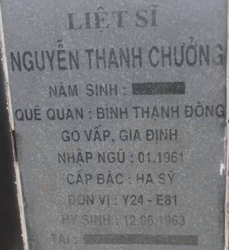 LIỆT SĨ
NGUYỄN THANH CHƯỞNG
NĂM SINH :
QUÊ QUÁN : BÌNH THẠNH ĐÔNG
GÒ VẤP, GIA ĐỊNH
NHẬP NGŨ : 01.1961
CẤP BẬC : HẠ SỸ
ĐƠN VỊ : Y24 - E81
HY SINH : 12.06.1963
TẠI :